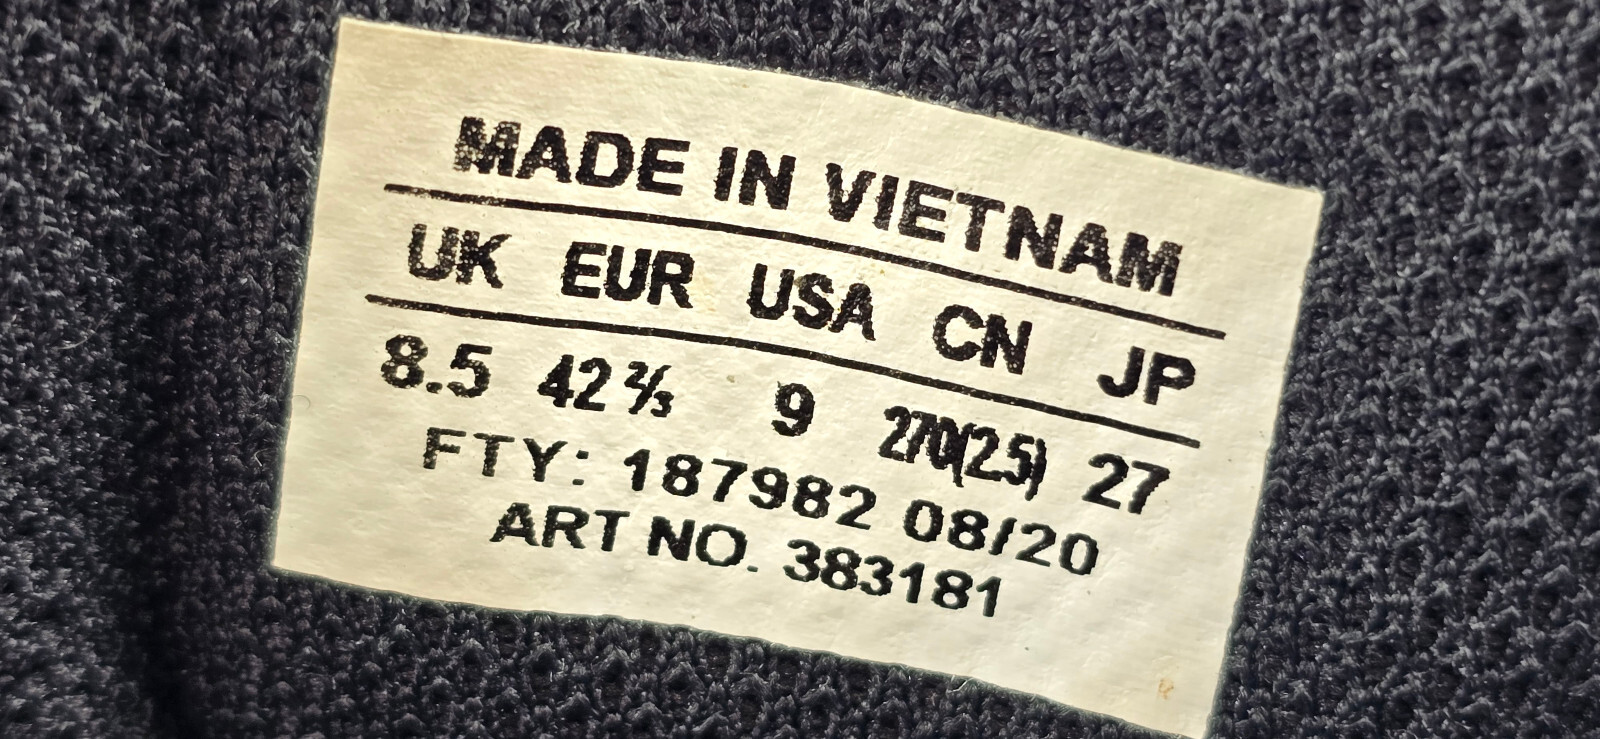 MADE IN VIETNAM
UK EUR USA CN JP
8.5 42⅔ 9 270(2.5) 27
FTY: 187982 08/20
ART NO. 383181